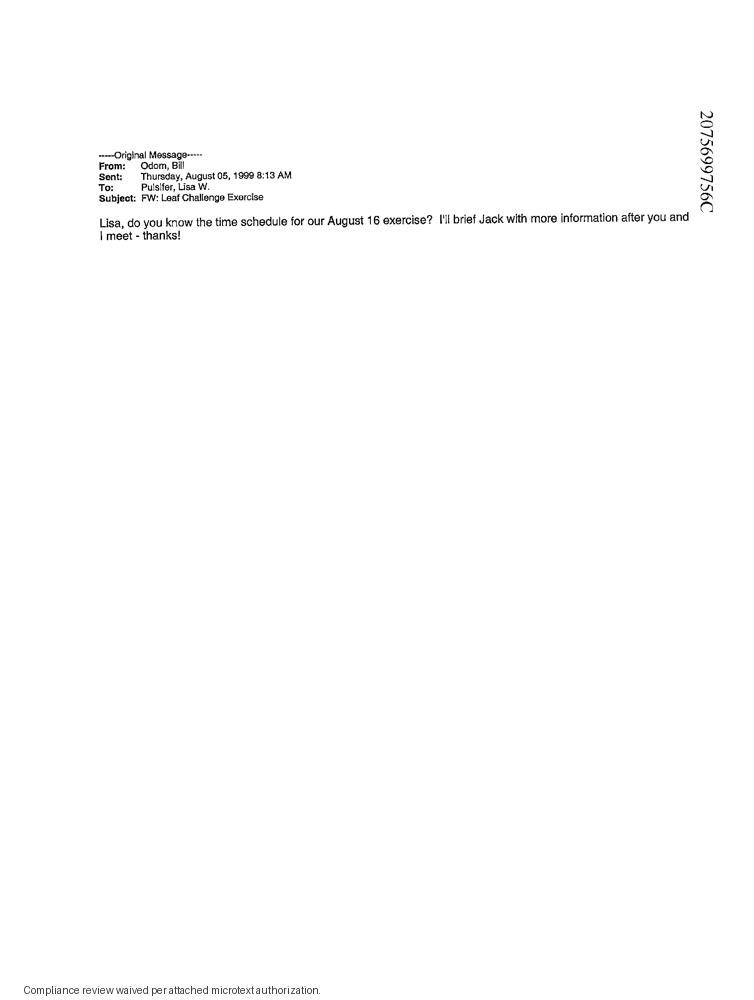 2075699756C
-----Original Message-----
From: Odom, Bill
Sent: Thursday, August 05, 1999 8:13 AM
To: Pulsifer, Lisa W.
Subject: FW: Leaf Challenge Exercise
Lisa, do you know the time schedule for our August 16 exercise? I'll brief Jack with more information after you and
I meet - thanks!
Compliance review waived per attached microtext authorization.